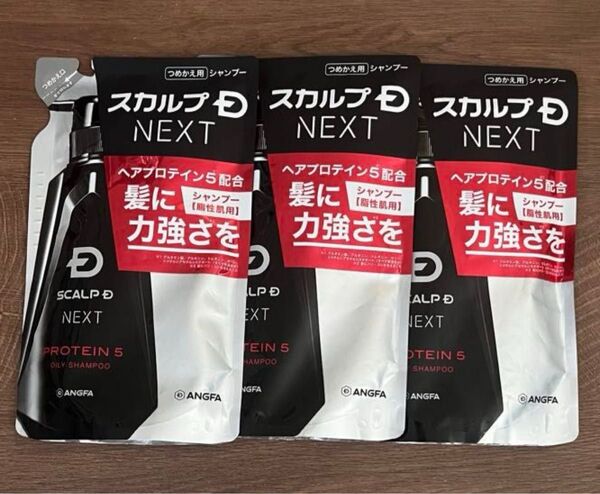 つめかえ口
つめかえ用 シャンプー
スカルプD
NEXT
ヘアプロテイン5配合
髪に
力強さを
シャンプー
【脂性肌用】
D
SCALP D
NEXT
PROTEIN 5
OILY SHAMPOO
ANGFA
つめかえ用 シャンプー
スカルプD
NEXT
ヘアプロテイン5配合
髪に
力強さを
シャンプー
【脂性肌用】
D
SCALP D
NEXT
PROTEIN 5
OILY SHAMPOO
ANGFA
つめかえ用 シャンプー
スカルプD
NEXT
ヘアプロテイン5配合
髪に
力強さを
シャンプー
【脂性肌用】
D
SCALP D
NEXT
PROTEIN 5
OILY SHAMPOO
ANGFA